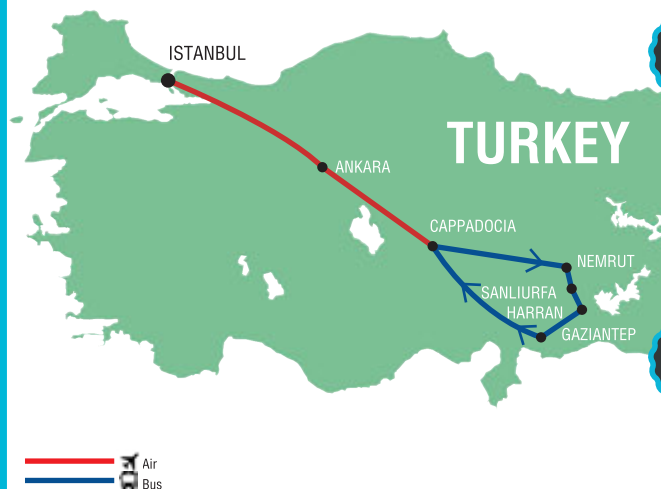 ISTANBUL
TURKEY
ANKARA
CAPPADOCIA
NEMRUT
SANLIURFA
HARRAN
GAZIANTEP
Air
Bus